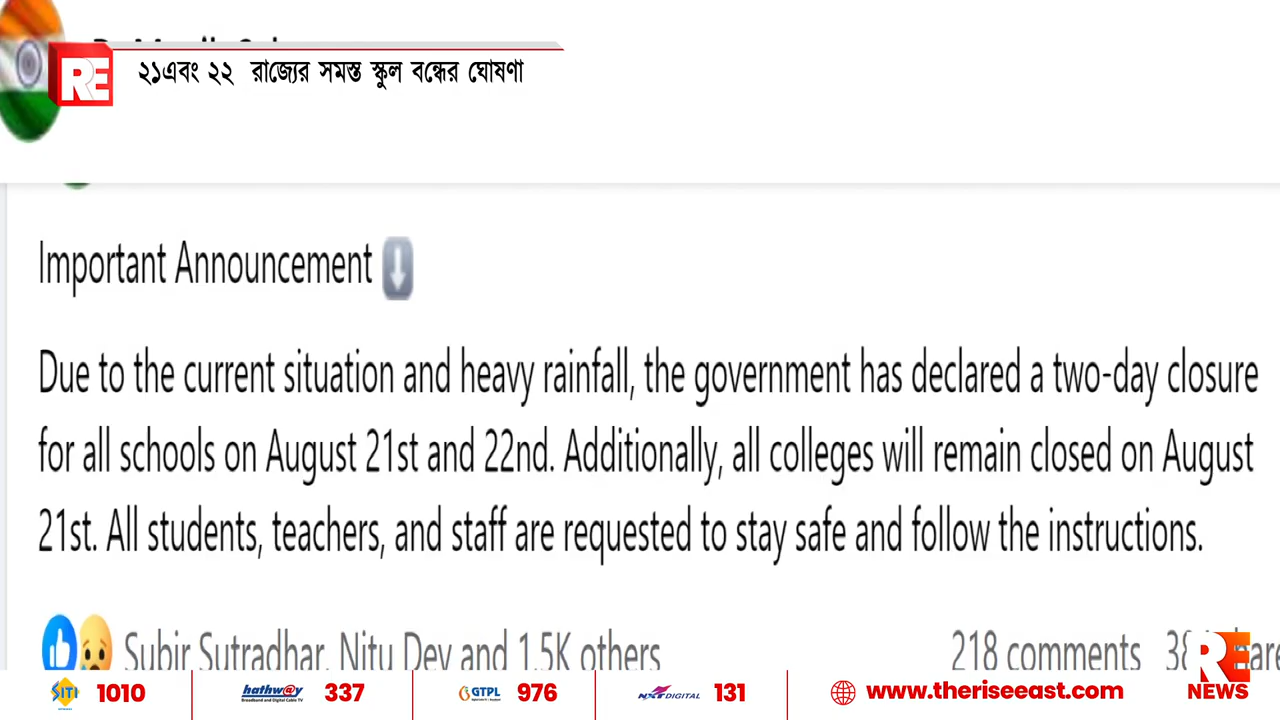 RE
২১এবং ২২ রাজ্যের সমস্ত স্কুল বন্ধের ঘোষণা
Important Announcement
Due to the current situation and heavy rainfall, the government has declared a two-day closure
for all schools on August 21st and 22nd. Additionally, all colleges will remain closed on August
21st. All students, teachers, and staff are requested to stay safe and follow the instructions.
Subir Sutradhar, Nitu Dev and 1.5K others 218 comments
RE
SITI 1010 hathway 337 GTPL 976 NXT DIGITAL 131 www.theriseeast.com NEWS